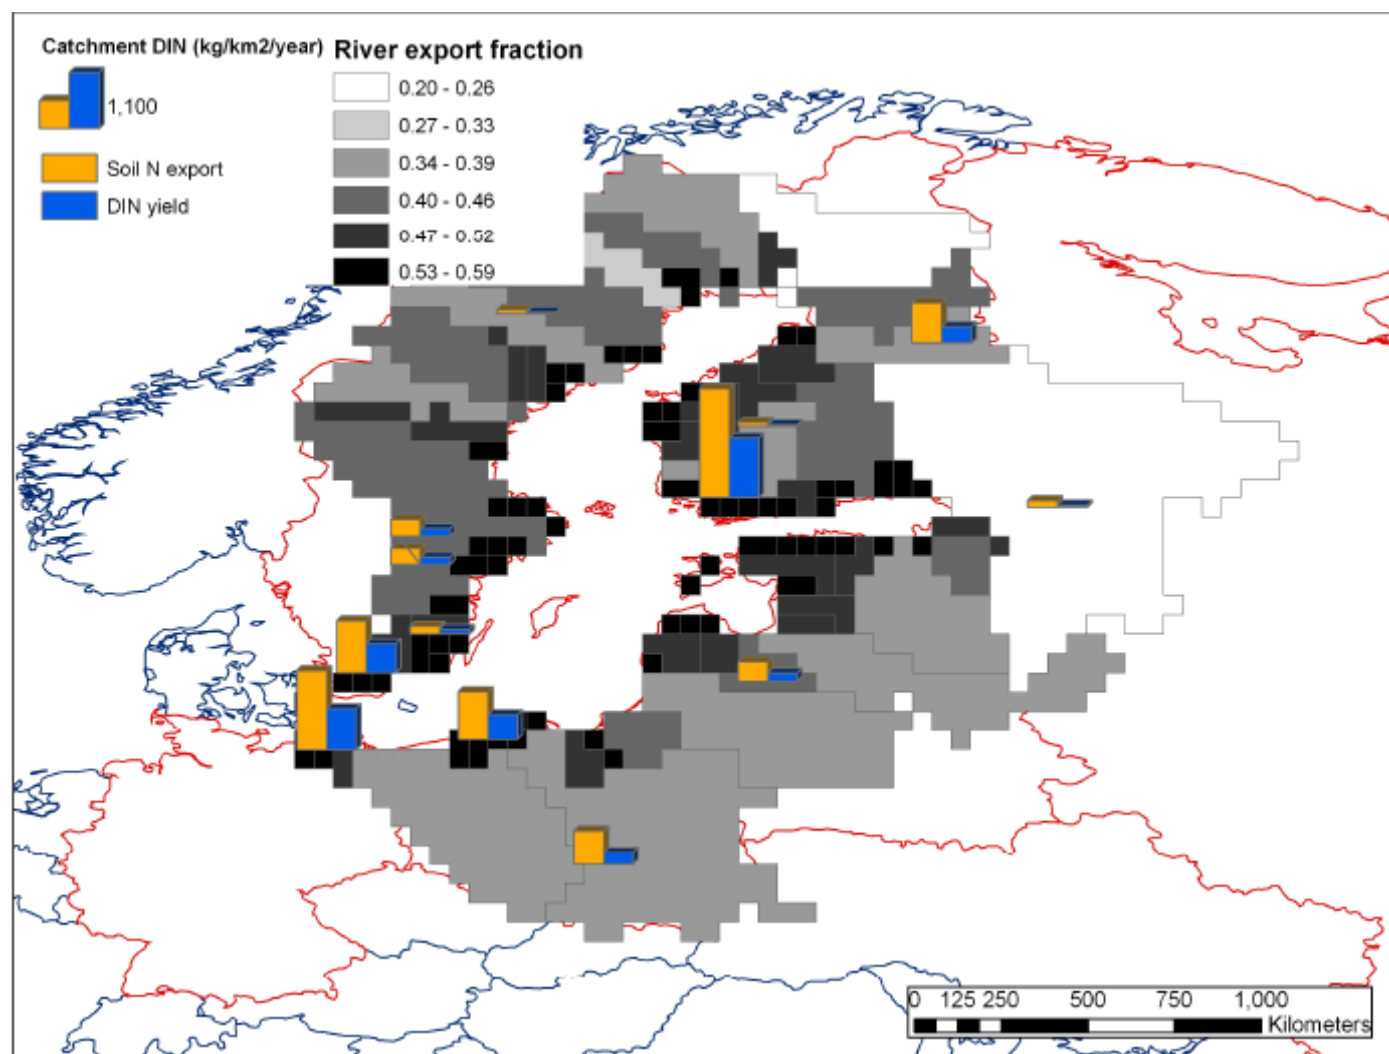 Catchment DIN (kg/km2/year)
1,100
Soil N export
DIN yield
River export fraction
0.20 - 0.26
0.27 - 0.33
0.34 - 0.39
0.40 - 0.46
0.47 - 0.52
0.53 - 0.59
0 125 250 500 750 1,000
Kilometers